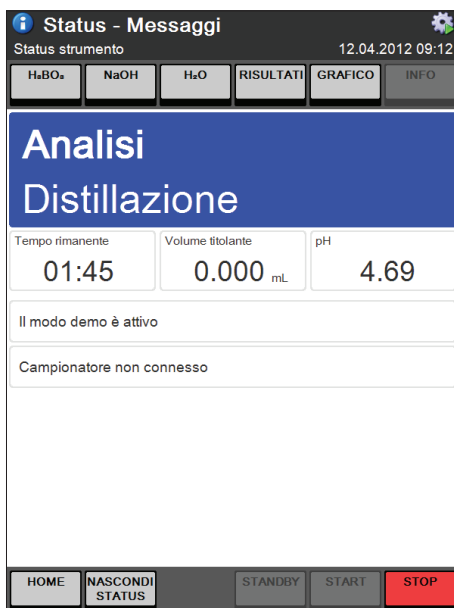 Status - Messaggi
Status strumento 12.04.2012 09:12
H₃BO₃ NaOH H₂O RISULTATI GRAFICO INFO
Analisi
Distillazione
Tempo rimanente Volume titolante pH
01:45 0.000 mL 4.69
Il modo demo è attivo
Campionatore non connesso
HOME NASCONDI STATUS STANDBY START STOP